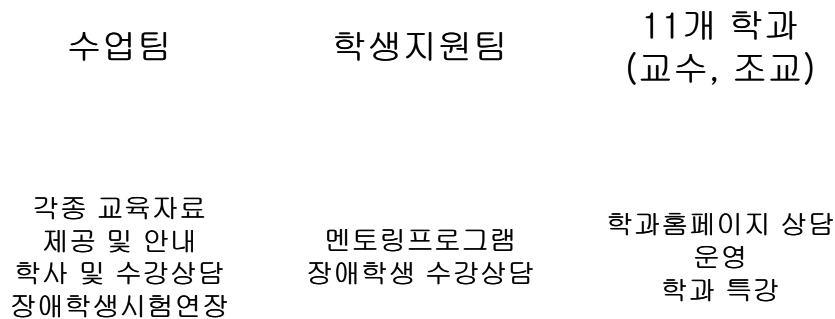 수업팀
학생지원팀
11개 학과
(교수, 조교)
각종 교육자료
제공 및 안내
학사 및 수강상담
장애학생시험연장
멘토링프로그램
장애학생 수강상담
학과홈페이지 상담
운영
학과 특강